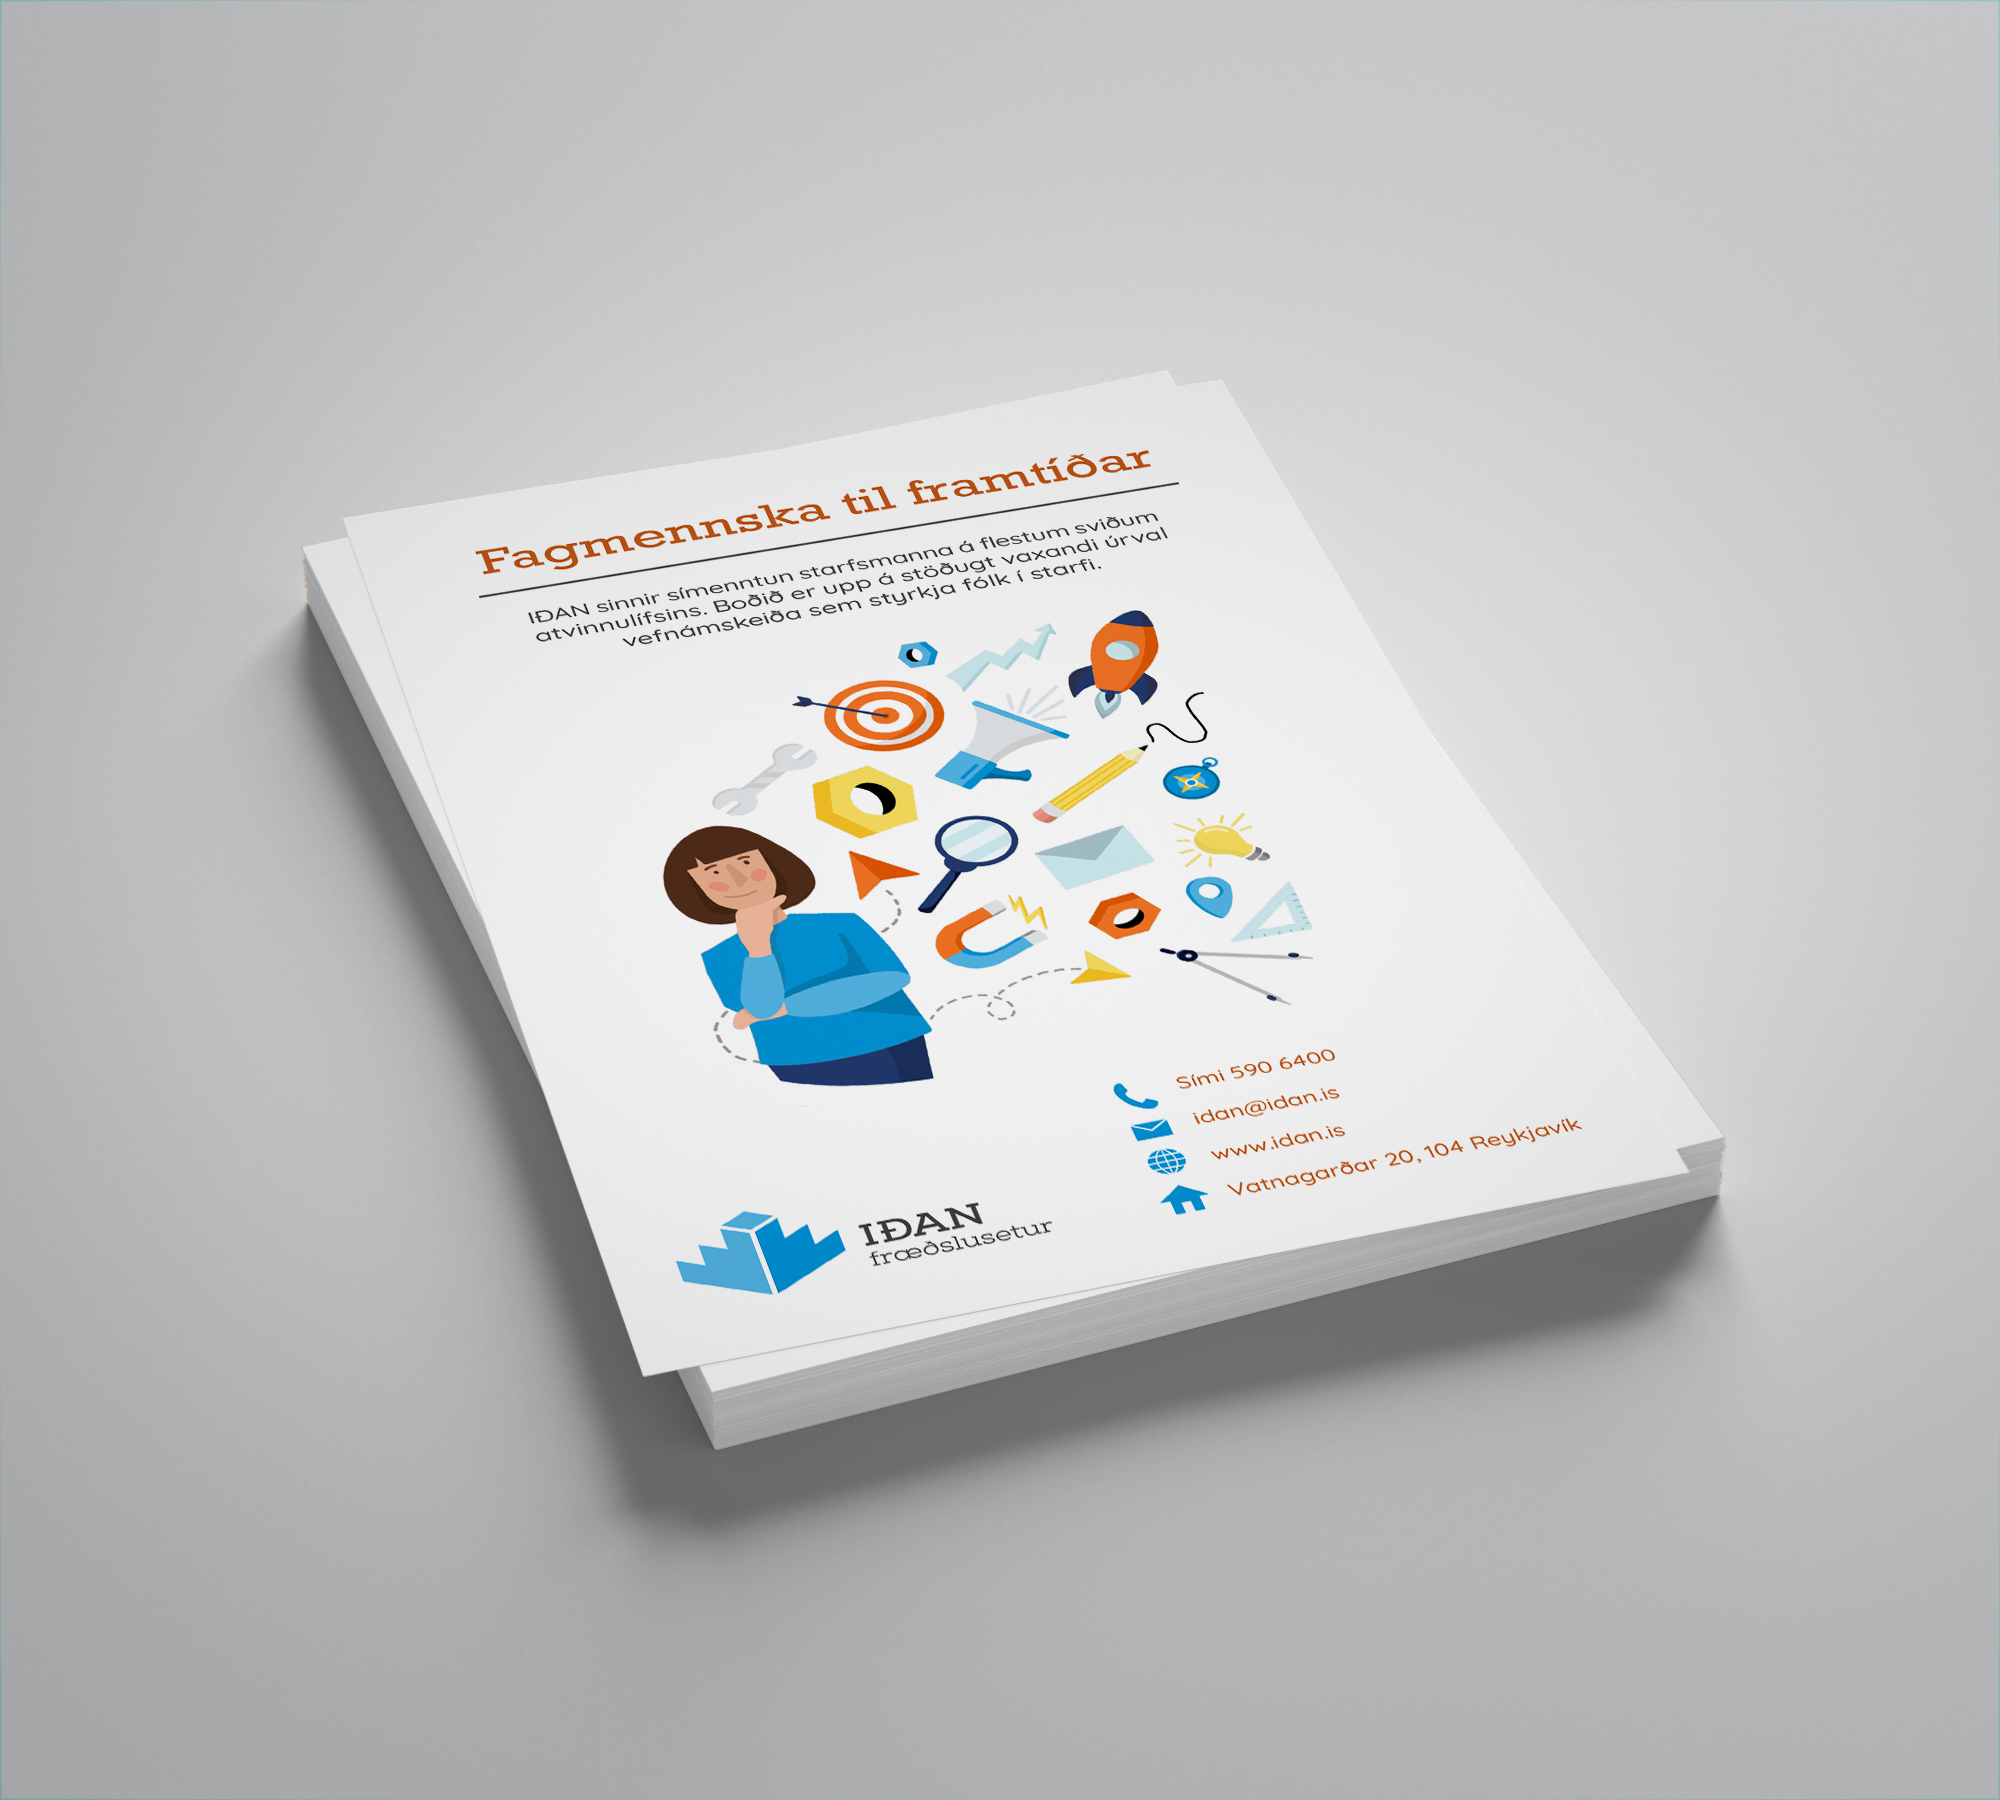 Fagmennska til framtíðar
IÐAN sinnir símenntun starfsmanna á flestum sviðum
atvinnulífsins. Boðið er upp á stöðugt vaxandi úrval
vefnámskeiða sem styrkja fólk í starfi.
Sími 590 6400
idan@idan.is
www.idan.is
Vatnagarðar 20, 104 Reykjavík
IÐAN
fræðslusetur